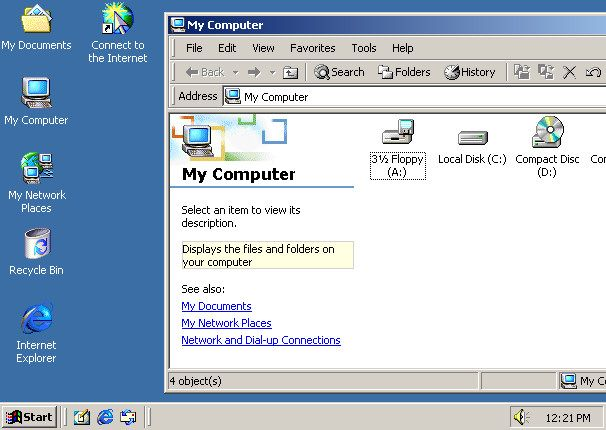 My Documents
Connect to
the Internet
My Computer
My Network
Places
Recycle Bin
Internet
Explorer
My Computer
File Edit View Favorites Tools Help
Back Search Folders History
Address My Computer
3½ Floppy
(A:)
Local Disk (C:)
Compact Disc
(D:)
Co
My Computer
Select an item to view its
description.
Displays the files and folders on
your computer
See also:
My Documents
My Network Places
Network and Dial-up Connections
4 object(s)
My Co
Start
12:21 PM